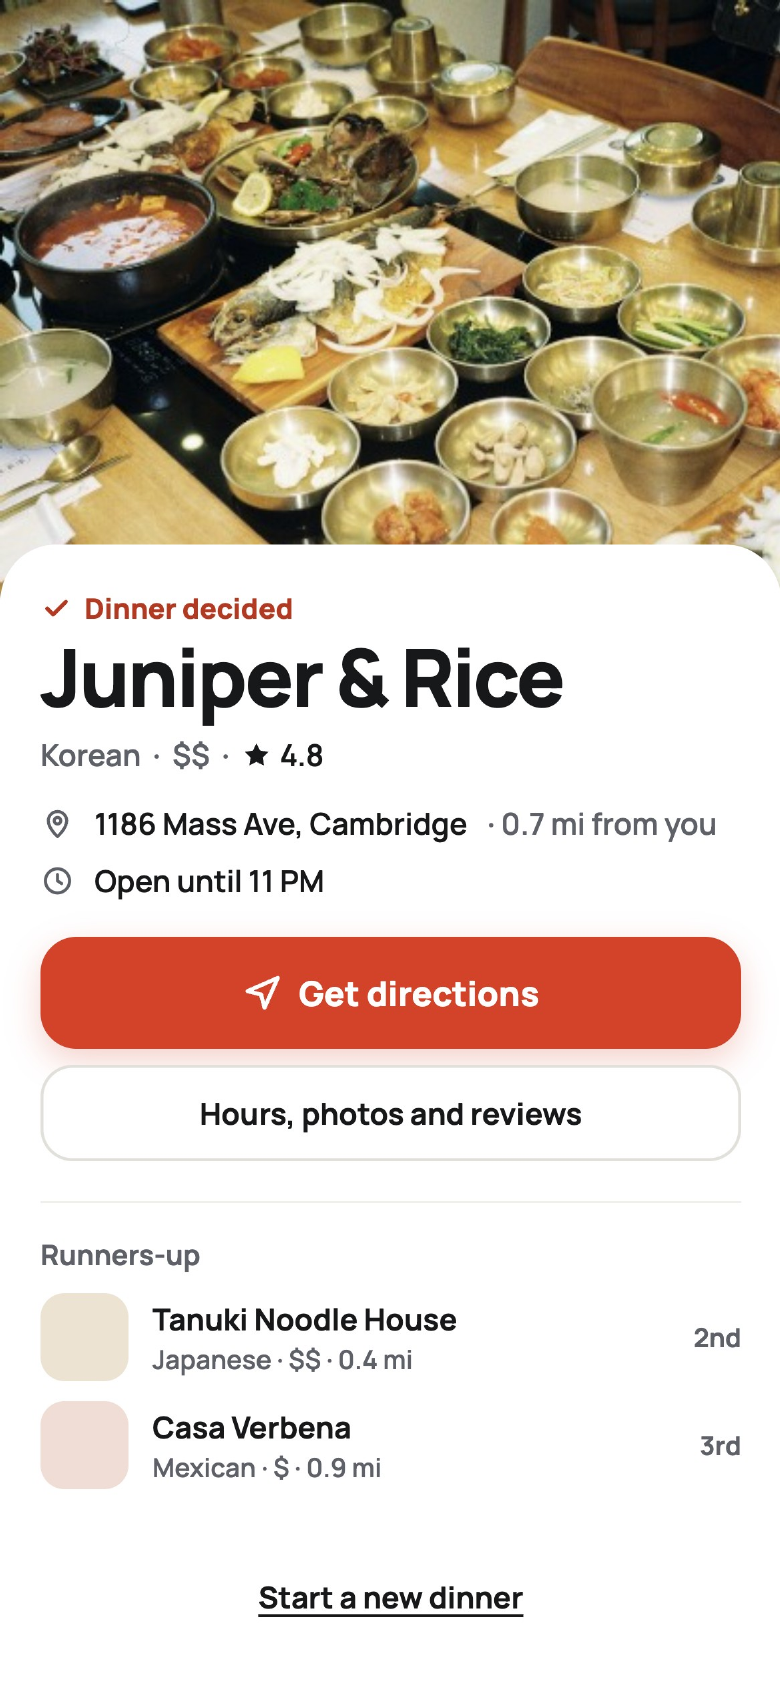 Dinner decided
Juniper & Rice
Korean · $$ · ★ 4.8
1186 Mass Ave, Cambridge · 0.7 mi from you
Open until 11 PM
Get directions
Hours, photos and reviews
Runners-up
Tanuki Noodle House
Japanese · $$ · 0.4 mi
2nd
Casa Verbena
Mexican · $ · 0.9 mi
3rd
Start a new dinner